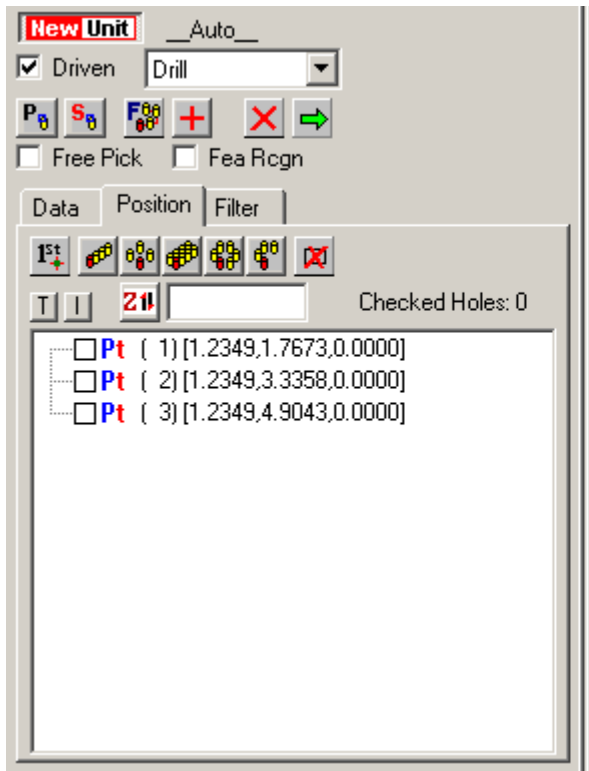 New Unit __Auto__
Driven Drill
P S F
Free Pick Fea Rcgn
Data Position Filter
1st
T I Z Checked Holes: 0
Pt ( 1) [1.2349,1.7673,0.0000]
Pt ( 2) [1.2349,3.3358,0.0000]
Pt ( 3) [1.2349,4.9043,0.0000]